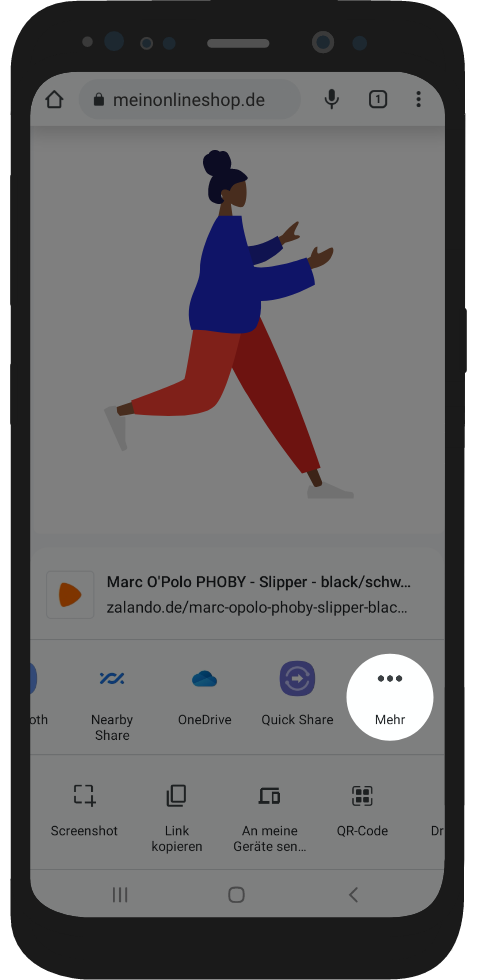 meinonlineshop.de
1
Marc O'Polo PHOBY - Slipper - black/schw...
zalando.de/marc-opolo-phoby-slipper-blac...
oth
Nearby
Share
OneDrive
Quick Share
Mehr
Screenshot
Link
kopieren
An meine
Geräte sen...
QR-Code
Dr